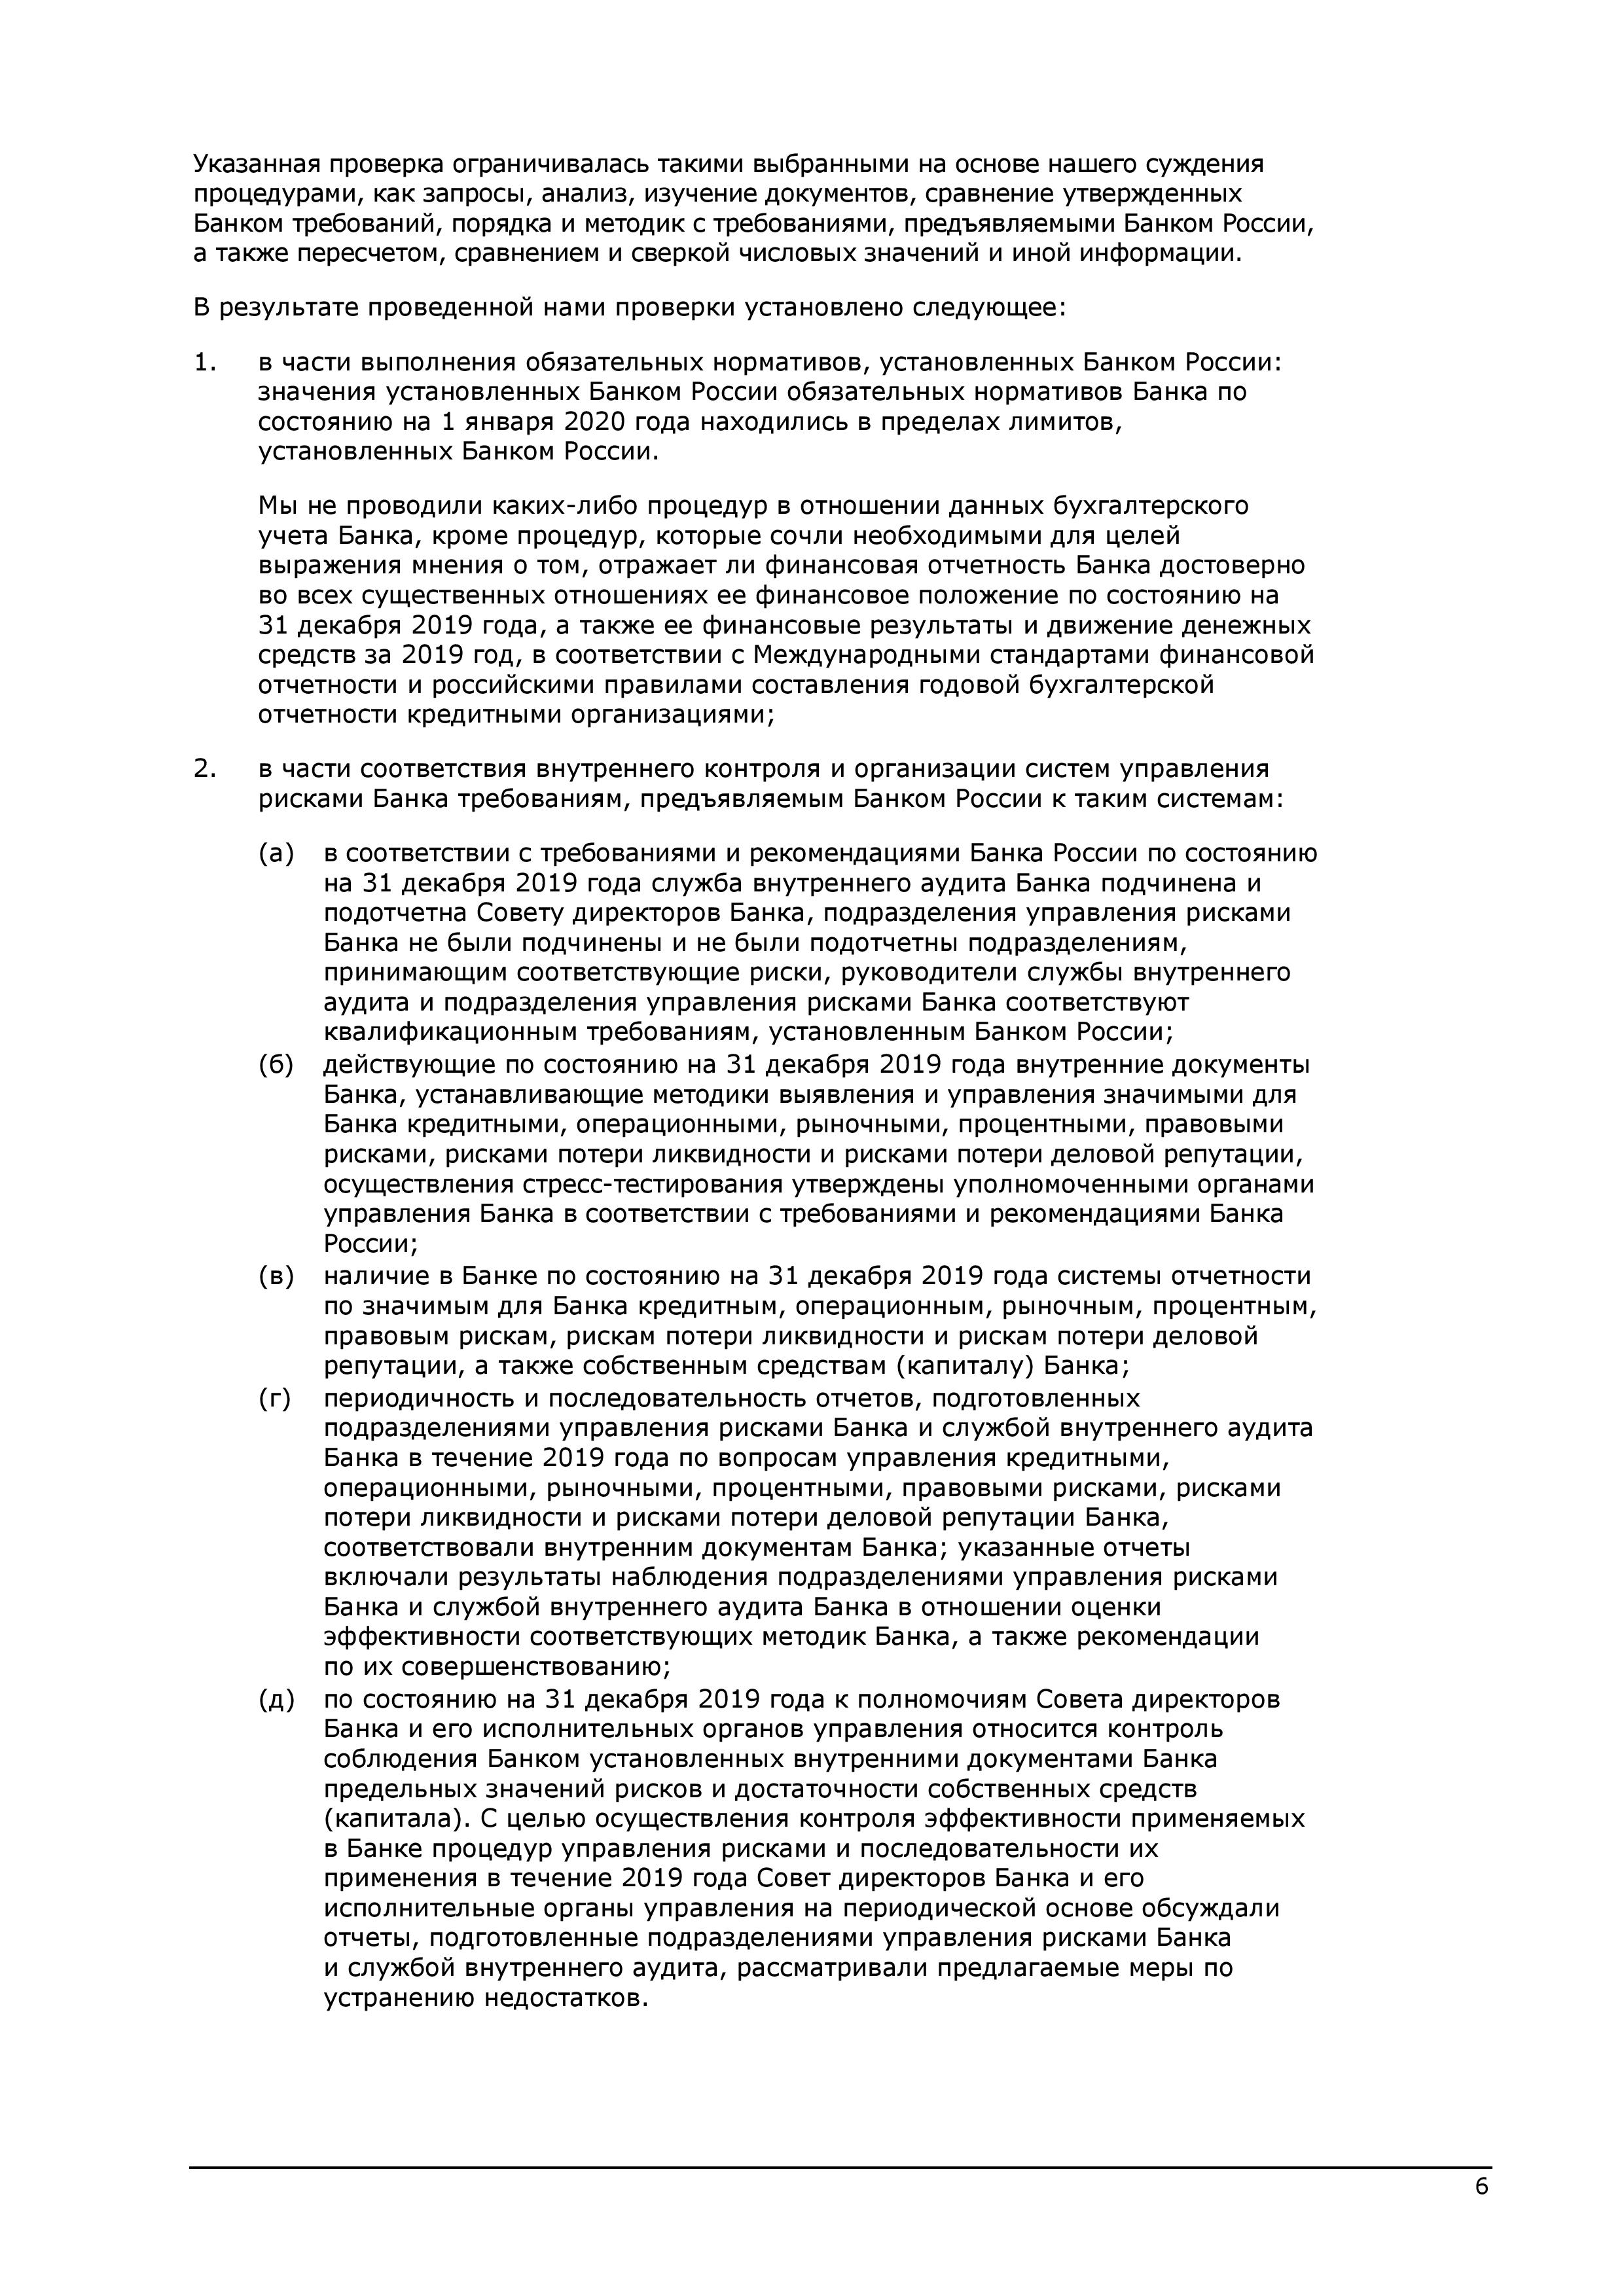 Указанная проверка ограничивалась такими выбранными на основе нашего суждения
процедурами, как запросы, анализ, изучение документов, сравнение утвержденных
Банком требований, порядка и методик с требованиями, предъявляемыми Банком России,
а также пересчетом, сравнением и сверкой числовых значений и иной информации.
В результате проведенной нами проверки установлено следующее:
1. в части выполнения обязательных нормативов, установленных Банком России:
значения установленных Банком России обязательных нормативов Банка по
состоянию на 1 января 2020 года находились в пределах лимитов,
установленных Банком России.
Мы не проводили каких-либо процедур в отношении данных бухгалтерского
учета Банка, кроме процедур, которые сочли необходимыми для целей
выражения мнения о том, отражает ли финансовая отчетность Банка достоверно
во всех существенных отношениях ее финансовое положение по состоянию на
31 декабря 2019 года, а также ее финансовые результаты и движение денежных
средств за 2019 год, в соответствии с Международными стандартами финансовой
отчетности и российскими правилами составления годовой бухгалтерской
отчетности кредитными организациями;
2. в части соответствия внутреннего контроля и организации систем управления
рисками Банка требованиям, предъявляемым Банком России к таким системам:
(а) в соответствии с требованиями и рекомендациями Банка России по состоянию
на 31 декабря 2019 года служба внутреннего аудита Банка подчинена и
подотчетна Совету директоров Банка, подразделения управления рисками
Банка не были подчинены и не были подотчетны подразделениям,
принимающим соответствующие риски, руководители службы внутреннего
аудита и подразделения управления рисками Банка соответствуют
квалификационным требованиям, установленным Банком России;
(б) действующие по состоянию на 31 декабря 2019 года внутренние документы
Банка, устанавливающие методики выявления и управления значимыми для
Банка кредитными, операционными, рыночными, процентными, правовыми
рисками, рисками потери ликвидности и рисками потери деловой репутации,
осуществления стресс-тестирования утверждены уполномоченными органами
управления Банка в соответствии с требованиями и рекомендациями Банка
России;
(в) наличие в Банке по состоянию на 31 декабря 2019 года системы отчетности
по значимым для Банка кредитным, операционным, рыночным, процентным,
правовым рискам, рискам потери ликвидности и рискам потери деловой
репутации, а также собственным средствам (капиталу) Банка;
(г) периодичность и последовательность отчетов, подготовленных
подразделениями управления рисками Банка и службой внутреннего аудита
Банка в течение 2019 года по вопросам управления кредитными,
операционными, рыночными, процентными, правовыми рисками, рисками
потери ликвидности и рисками потери деловой репутации Банка,
соответствовали внутренним документам Банка; указанные отчеты
включали результаты наблюдения подразделениями управления рисками
Банка и службой внутреннего аудита Банка в отношении оценки
эффективности соответствующих методик Банка, а также рекомендации
по их совершенствованию;
(д) по состоянию на 31 декабря 2019 года к полномочиям Совета директоров
Банка и его исполнительных органов управления относится контроль
соблюдения Банком установленных внутренними документами Банка
предельных значений рисков и достаточности собственных средств
(капитала). С целью осуществления контроля эффективности применяемых
в Банке процедур управления рисками и последовательности их
применения в течение 2019 года Совет директоров Банка и его
исполнительные органы управления на периодической основе обсуждали
отчеты, подготовленные подразделениями управления рисками Банка
и службой внутреннего аудита, рассматривали предлагаемые меры по
устранению недостатков.
6